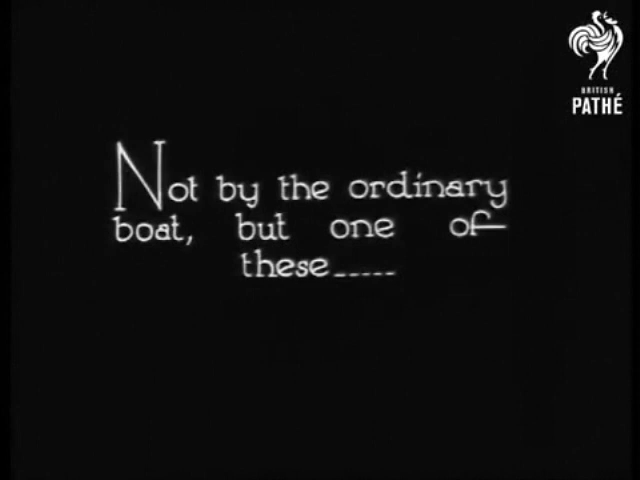 BRITISH
PATHÉ
Not by the ordinary
boat, but one of
these.....